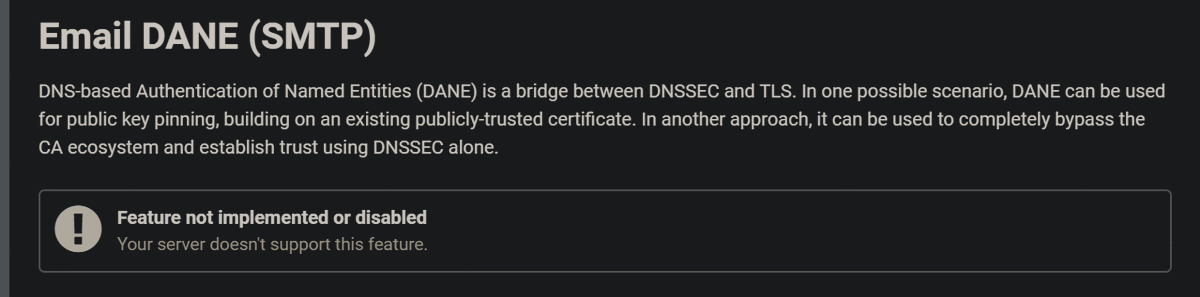 Email DANE (SMTP)
DNS-based Authentication of Named Entities (DANE) is a bridge between DNSSEC and TLS. In one possible scenario, DANE can be used
for public key pinning, building on an existing publicly-trusted certificate. In another approach, it can be used to completely bypass the
CA ecosystem and establish trust using DNSSEC alone.
Feature not implemented or disabled
Your server doesn't support this feature.